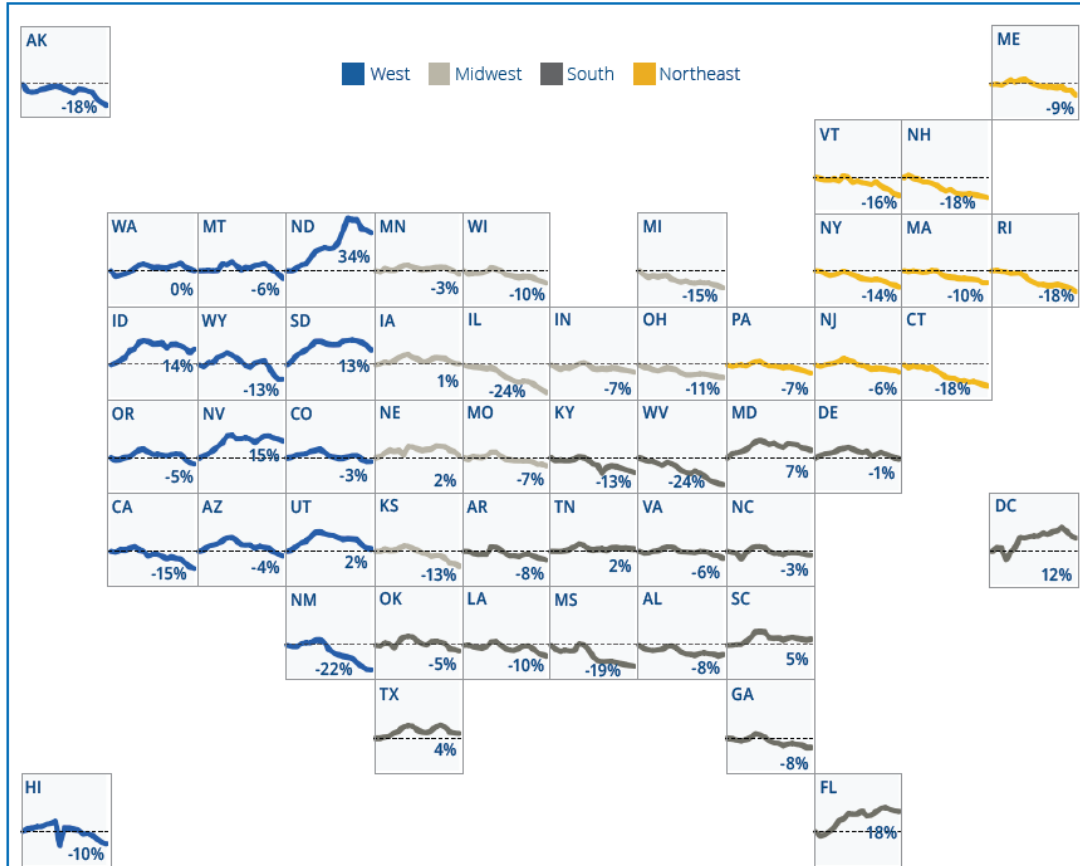 AK
ME
West Midwest South Northeast
-18%
-9%
VT NH
-16% -18%
WA MT ND MN WI MI NY MA RI
34%
0% -6% -3% -10% -15% -14% -10% -18%
ID WY SD IA IL IN OH PA NJ CT
14% -13% 13% 1% -24% -7% -11% -7% -6% -18%
OR NV CO NE MO KY WV MD DE
-5% 15% -3% 2% -7% -13% -24% 7% -1%
CA AZ UT KS AR TN VA NC DC
-15% -4% 2% -13% -8% 2% -6% -3% 12%
NM OK LA MS AL SC
-22% -5% -10% -19% -8% 5%
TX GA
4% -8%
HI FL
-10% 18%